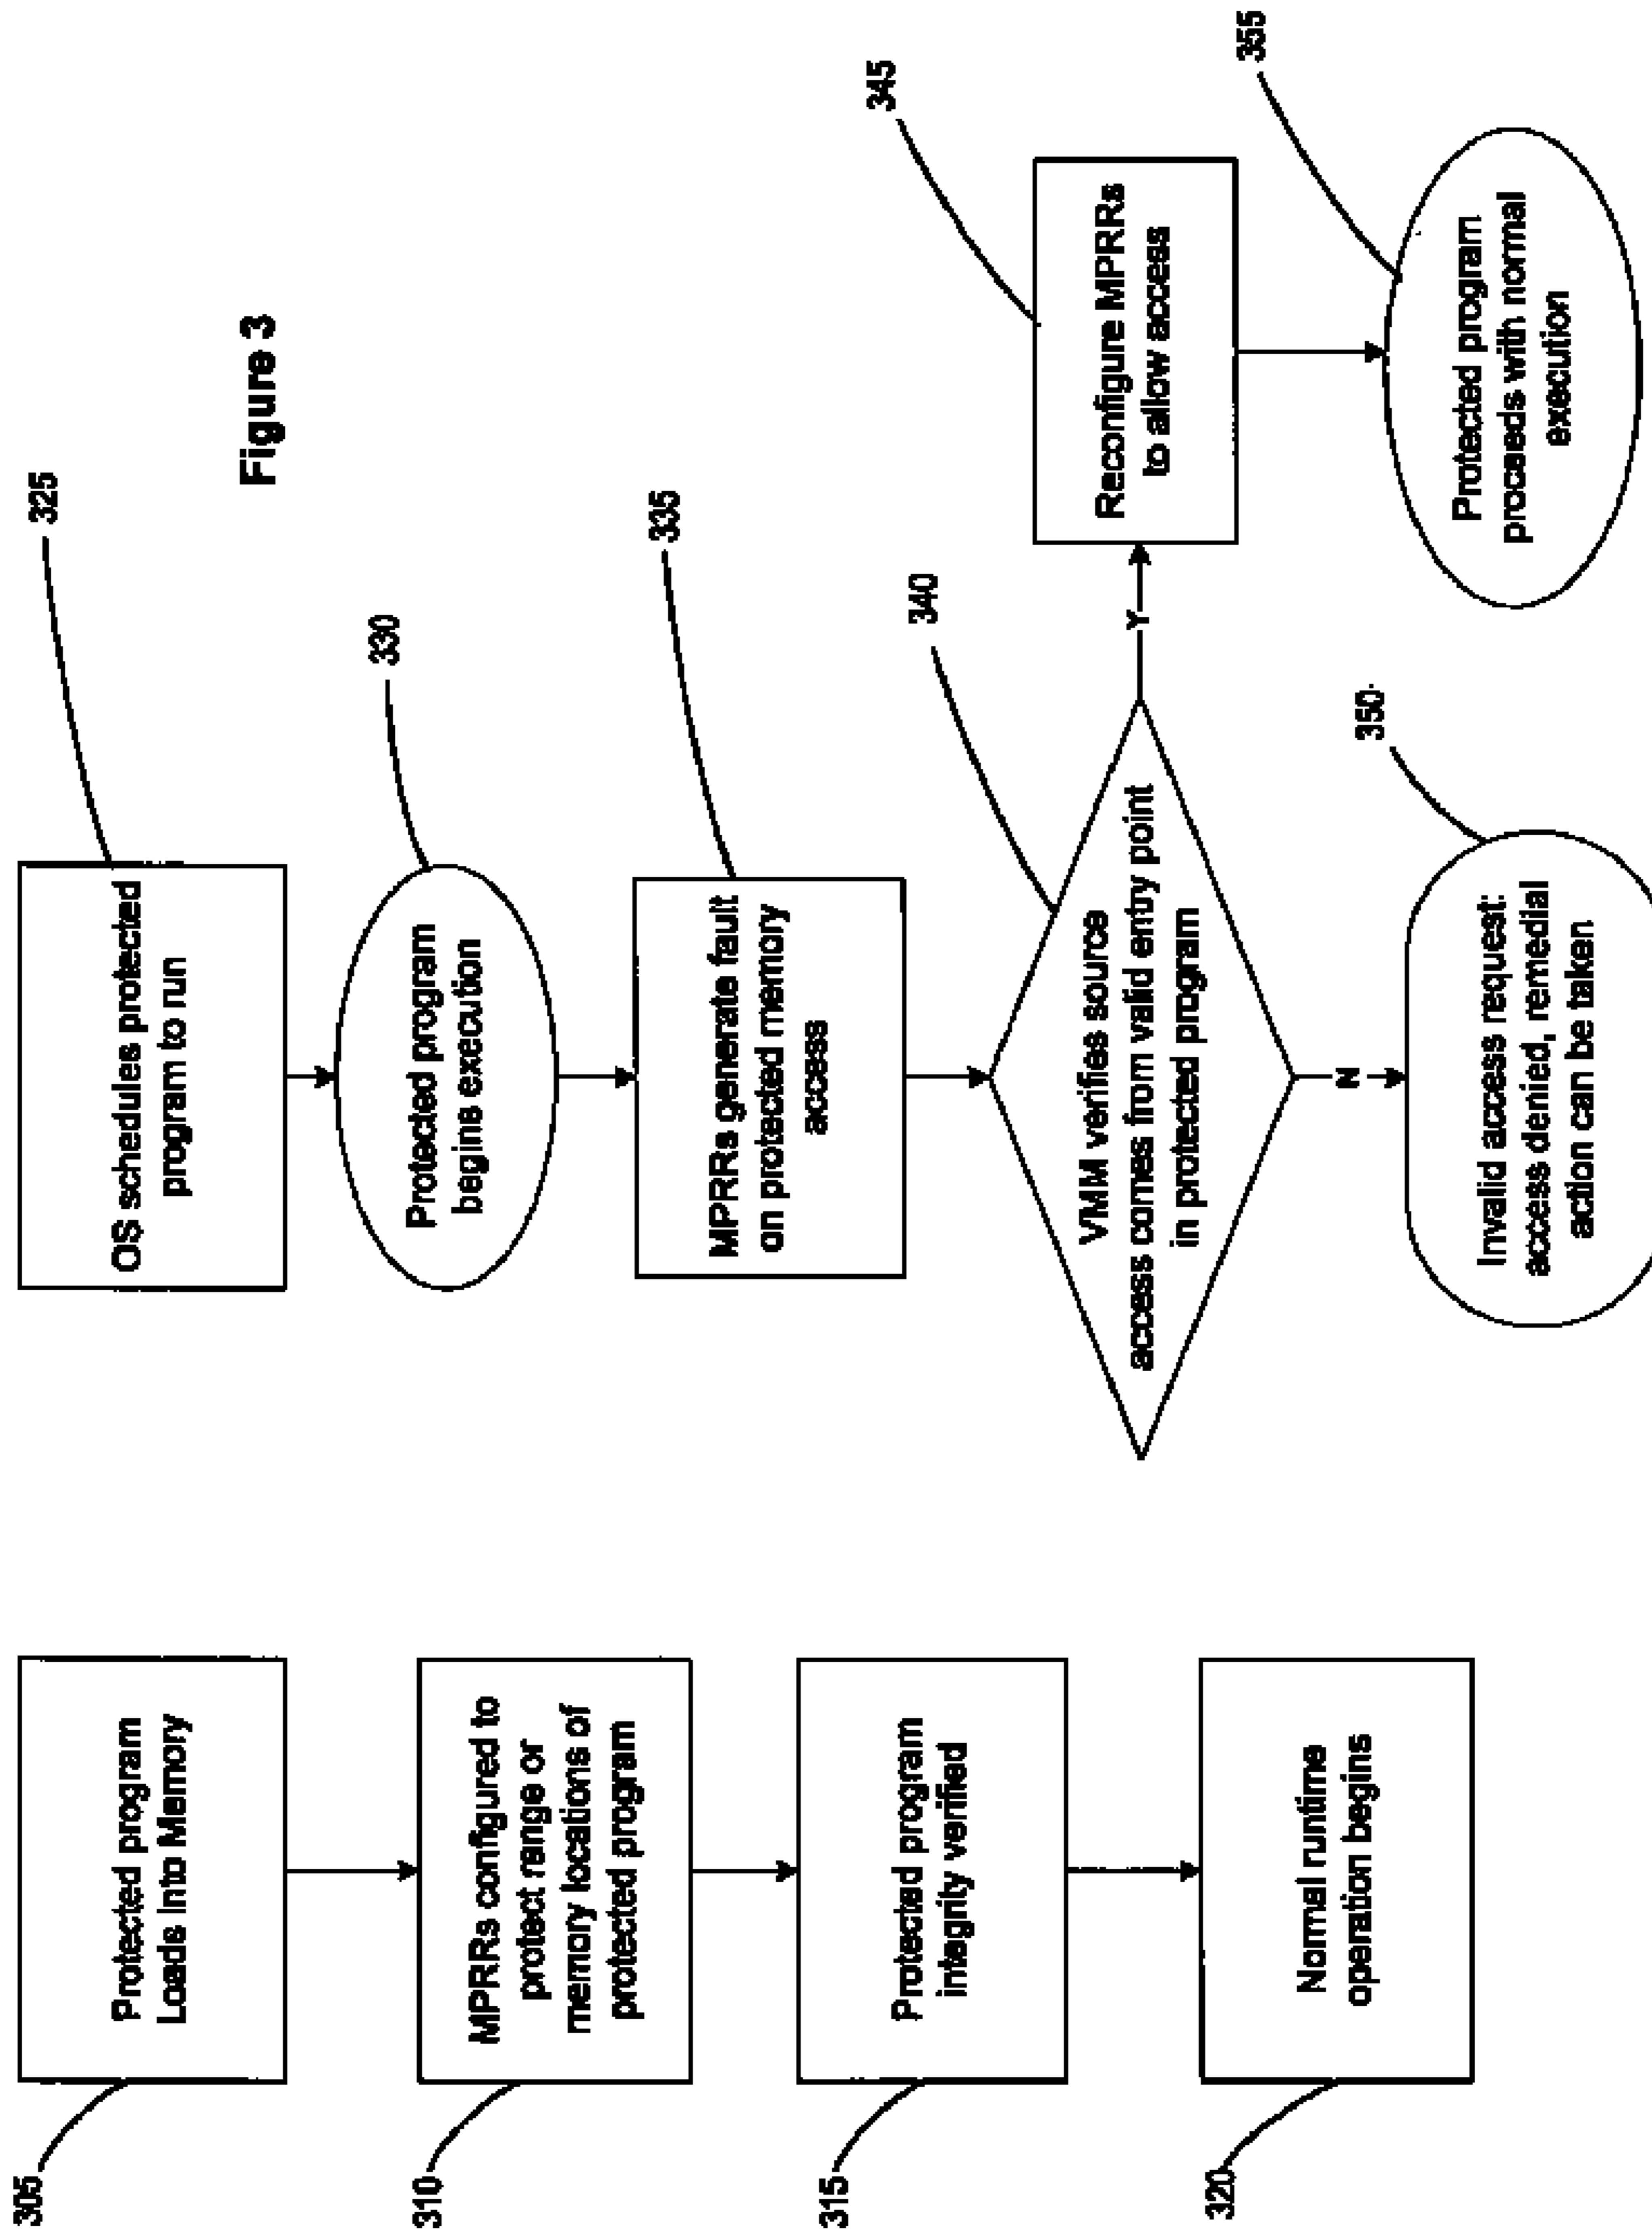 305
Protected program
Loads Into Memory
310
MPRRs configured to
protect range or
memory locations of
protected program
315
Protected program
integrity verified
320
Normal runtime
operation begins
325
OS schedules protected
program to run
330
Protected program
begins execution
335
MPRRs generate fault
on protected memory
access
340
VMM verifies source
access comes from valid entry point
in protected program
Y
N
345
Reconfigure MPRRs
to allow access
350
Invalid access request:
access denied, remedial
action can be taken
355
Protected program
proceeds with normal
execution
Figure 3